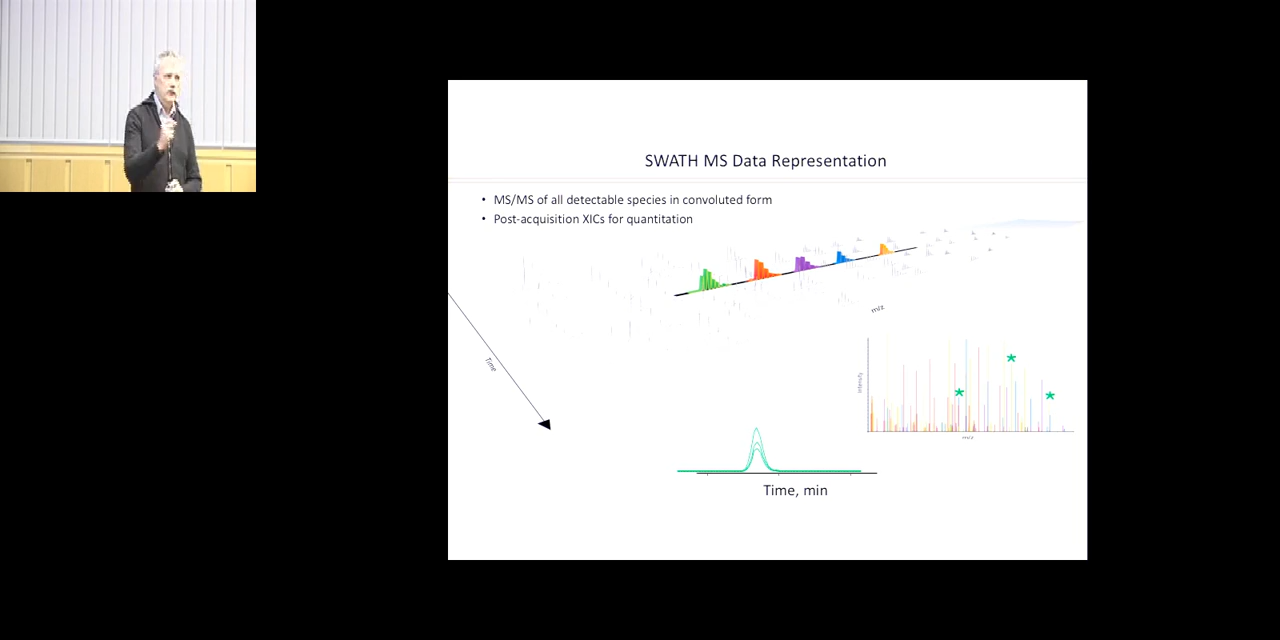 SWATH MS Data Representation
• MS/MS of all detectable species in convoluted form
• Post-acquisition XICs for quantitation
m/z
Time
Intensity
m/z
Time, min